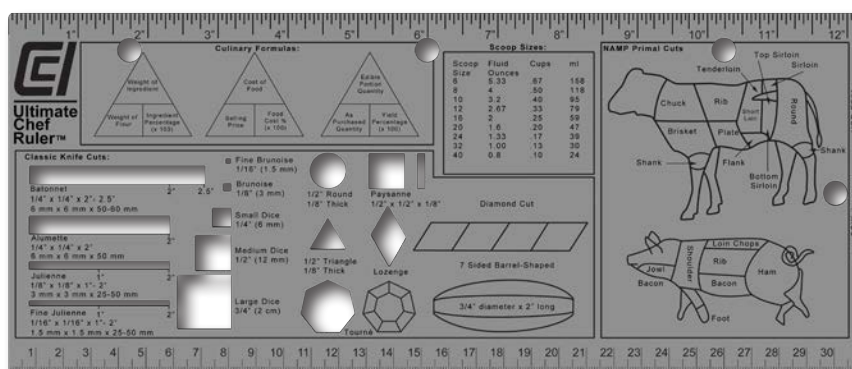 1" 2" 3" 4" 5" 6" 7" 8" 9" 10" 11" 12"
CEI
Ultimate
Chef
Ruler™
Culinary Formulas:
Weight of
Ingredient
Weight of
Flour
Ingredient
Percentage
(x 100)
Cost of
Food
Selling
Price
Food
Cost %
(x 100)
Edible
Portion
Quantity
As
Purchased
Quantity
Yield
Percentage
(x 100)
Scoop Sizes:
Scoop Size Fluid Ounces Cups ml
6 5.33 .67 158
8 4 .50 118
10 3.2 .40 95
12 2.67 .33 79
16 2 .25 59
20 1.6 .20 47
24 1.33 .17 39
32 1.00 .13 30
40 0.8 .10 24
NAMP Primal Cuts
Top Sirloin
Sirloin
Tenderloin
Chuck
Rib
Short
Loin
Round
Brisket
Plate
Shank
Flank
Shank
Bottom
Sirloin
Loin Chops
Shoulder
Rib
Jowl
Ham
Bacon
Bacon
Foot
Classic Knife Cuts:
Batonnet 2" 2.5"
1/4" x 1/4" x 2"- 2.5"
6 mm x 6 mm x 50-60 mm
Alumette 2"
1/4" x 1/4" x 2"
6 mm x 6 mm x 50 mm
Julienne 1" 2"
1/8" x 1/8" x 1"- 2"
3 mm x 3 mm x 25-50 mm
Fine Julienne 1" 2"
1/16" x 1/16" x 1"- 2"
1.5 mm x 1.5 mm x 25-50 mm
Fine Brunoise
1/16" (1.5 mm)
Brunoise
1/8" (3 mm)
Small Dice
1/4" (6 mm)
Medium Dice
1/2" (12 mm)
Large Dice
3/4" (2 cm)
1/2" Round
1/8" Thick
Paysanne
1/2" x 1/2" x 1/8"
1/2" Triangle
1/8" Thick
Lozenge
Tourné
Diamond Cut
7 Sided Barrel-Shaped
3/4" diameter x 2" long
1 2 3 4 5 6 7 8 9 10 11 12 13 14 15 16 17 18 19 20 21 22 23 24 25 26 27 28 29 30